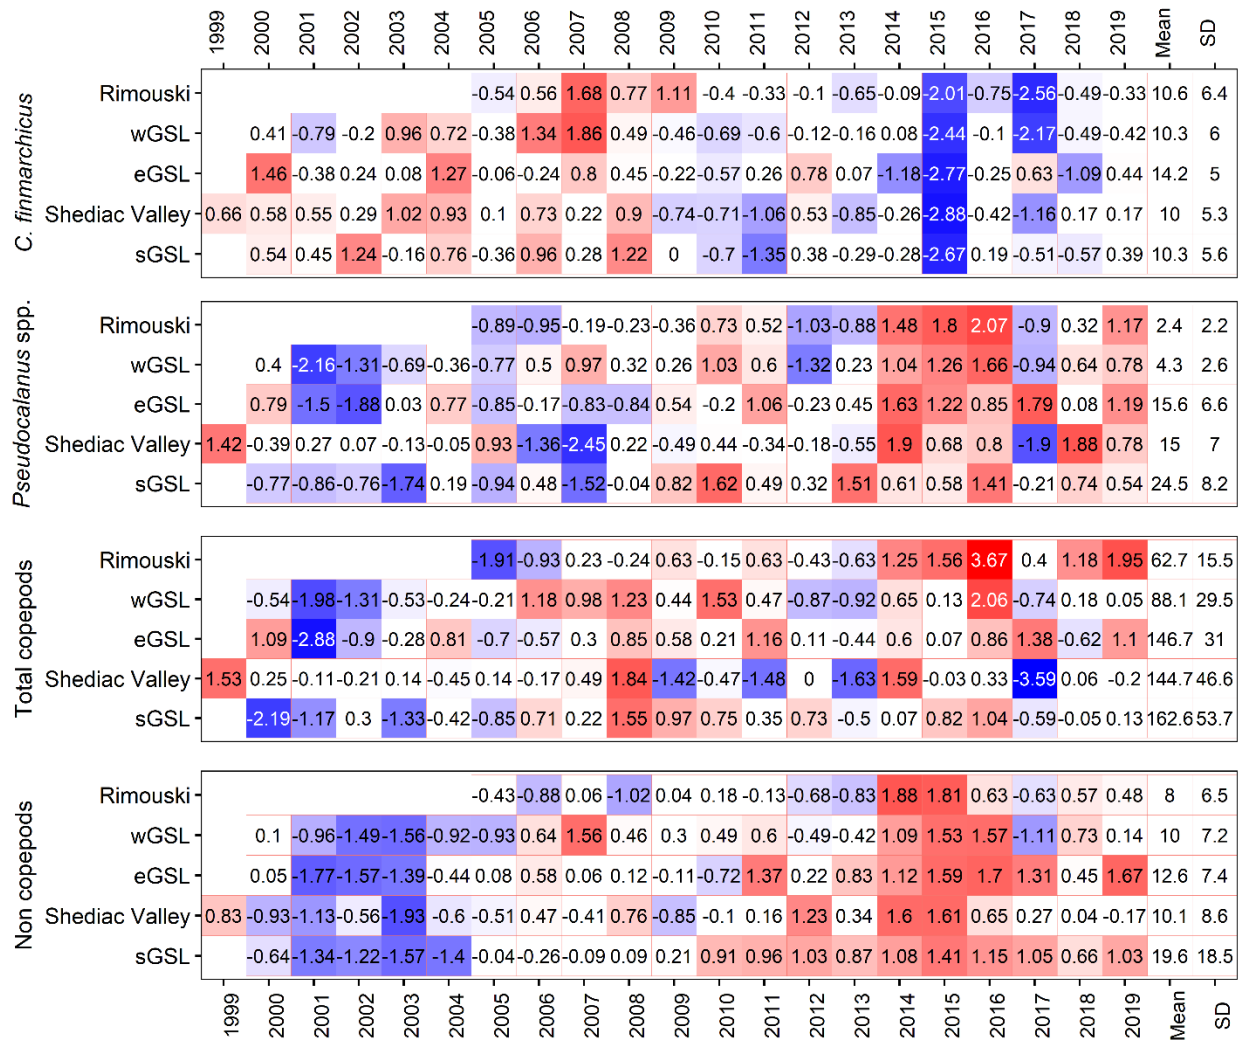 1999 2000 2001 2002 2003 2004 2005 2006 2007 2008 2009 2010 2011 2012 2013 2014 2015 2016 2017 2018 2019 Mean SD
C. finmarchicus
Rimouski -0.54 0.56 1.68 0.77 1.11 -0.4 -0.33 -0.1 -0.65 -0.09 -2.01 -0.75 -2.56 -0.49 -0.33 10.6 6.4
wGSL 0.41 -0.79 -0.2 0.96 0.72 -0.38 1.34 1.86 0.49 -0.46 -0.69 -0.6 -0.12 -0.16 0.08 -2.44 -0.1 -2.17 -0.49 -0.42 10.3 6
eGSL 1.46 -0.38 0.24 0.08 1.27 -0.06 -0.24 0.8 0.45 -0.22 -0.57 0.26 0.78 0.07 -1.18 -2.77 -0.25 0.63 -1.09 0.44 14.2 5
Shediac Valley 0.66 0.58 0.55 0.29 1.02 0.93 0.1 0.73 0.22 0.9 -0.74 -0.71 -1.06 0.53 -0.85 -0.26 -2.88 -0.42 -1.16 0.17 0.17 10 5.3
sGSL 0.54 0.45 1.24 -0.16 0.76 -0.36 0.96 0.28 1.22 0 -0.7 -1.35 0.38 -0.29 -0.28 -2.67 0.19 -0.51 -0.57 0.39 10.3 5.6
Pseudocalanus spp.
Rimouski -0.89 -0.95 -0.19 -0.23 -0.36 0.73 0.52 -1.03 -0.88 1.48 1.8 2.07 -0.9 0.32 1.17 2.4 2.2
wGSL 0.4 -2.16 -1.31 -0.69 -0.36 -0.77 0.5 0.97 0.32 0.26 1.03 0.6 -1.32 0.23 1.04 1.26 1.66 -0.94 0.64 0.78 4.3 2.6
eGSL 0.79 -1.5 -1.88 0.03 0.77 -0.85 -0.17 -0.83 -0.84 0.54 -0.2 1.06 -0.23 0.45 1.63 1.22 0.85 1.79 0.08 1.19 15.6 6.6
Shediac Valley 1.42 -0.39 0.27 0.07 -0.13 -0.05 0.93 -1.36 -2.45 0.22 -0.49 0.44 -0.34 -0.18 -0.55 1.9 0.68 0.8 -1.9 1.88 0.78 15 7
sGSL -0.77 -0.86 -0.76 -1.74 0.19 -0.94 0.48 -1.52 -0.04 0.82 1.62 0.49 0.32 1.51 0.61 0.58 1.41 -0.21 0.74 0.54 24.5 8.2
Total copepods
Rimouski -1.91 -0.93 0.23 -0.24 0.63 -0.15 0.63 -0.43 -0.63 1.25 1.56 3.67 0.4 1.18 1.95 62.7 15.5
wGSL -0.54 -1.98 -1.31 -0.53 -0.24 -0.21 1.18 0.98 1.23 0.44 1.53 0.47 -0.87 -0.92 0.65 0.13 2.06 -0.74 0.18 0.05 88.1 29.5
eGSL 1.09 -2.88 -0.9 -0.28 0.81 -0.7 -0.57 0.3 0.85 0.58 0.21 1.16 0.11 -0.44 0.6 0.07 0.86 1.38 -0.62 1.1 146.7 31
Shediac Valley 1.53 0.25 -0.11 -0.21 0.14 -0.45 0.14 -0.17 0.49 1.84 -1.42 -0.47 -1.48 0 -1.63 1.59 -0.03 0.33 -3.59 0.06 -0.2 144.7 46.6
sGSL -2.19 -1.17 0.3 -1.33 -0.42 -0.85 0.71 0.22 1.55 0.97 0.75 0.35 0.73 -0.5 0.07 0.82 1.04 -0.59 -0.05 0.13 162.6 53.7
Non copepods
Rimouski -0.43 -0.88 0.06 -1.02 0.04 0.18 -0.13 -0.68 -0.83 1.88 1.81 0.63 -0.63 0.57 0.48 8 6.5
wGSL 0.1 -0.96 -1.49 -1.56 -0.92 -0.93 0.64 1.56 0.46 0.3 0.49 0.6 -0.49 -0.42 1.09 1.53 1.57 -1.11 0.73 0.14 10 7.2
eGSL 0.05 -1.77 -1.57 -1.39 -0.44 0.08 0.58 0.06 0.12 -0.11 -0.72 1.37 0.22 0.83 1.12 1.59 1.7 1.31 0.45 1.67 12.6 7.4
Shediac Valley 0.83 -0.93 -1.13 -0.56 -1.93 -0.6 -0.51 0.47 -0.41 0.76 -0.85 -0.1 0.16 1.23 0.34 1.6 1.61 0.65 0.27 0.04 -0.17 10.1 8.6
sGSL -0.64 -1.34 -1.22 -1.57 -1.4 -0.04 -0.26 -0.09 0.09 0.21 0.91 0.96 1.03 0.87 1.08 1.41 1.15 1.05 0.66 1.03 19.6 18.5
1999 2000 2001 2002 2003 2004 2005 2006 2007 2008 2009 2010 2011 2012 2013 2014 2015 2016 2017 2018 2019 Mean SD